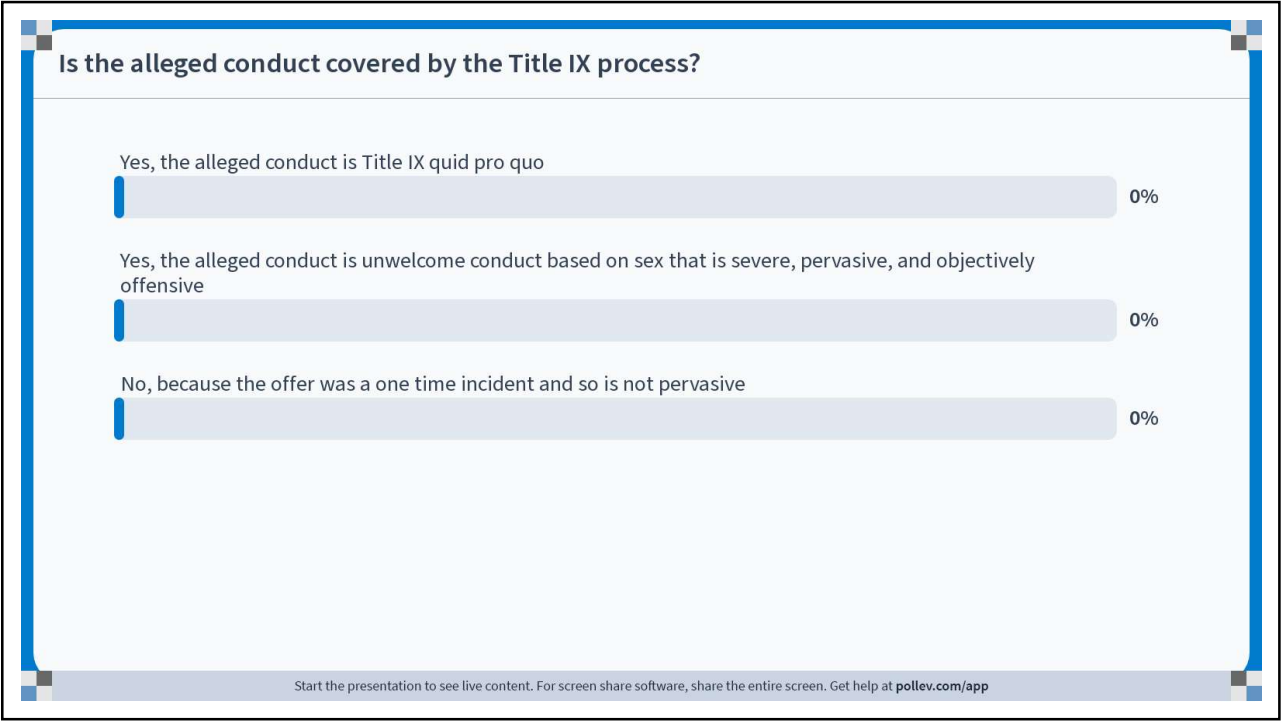 Is the alleged conduct covered by the Title IX process?
Yes, the alleged conduct is Title IX quid pro quo
0%
Yes, the alleged conduct is unwelcome conduct based on sex that is severe, pervasive, and objectively
offensive
0%
No, because the offer was a one time incident and so is not pervasive
0%
Start the presentation to see live content. For screen share software, share the entire screen. Get help at pollev.com/app